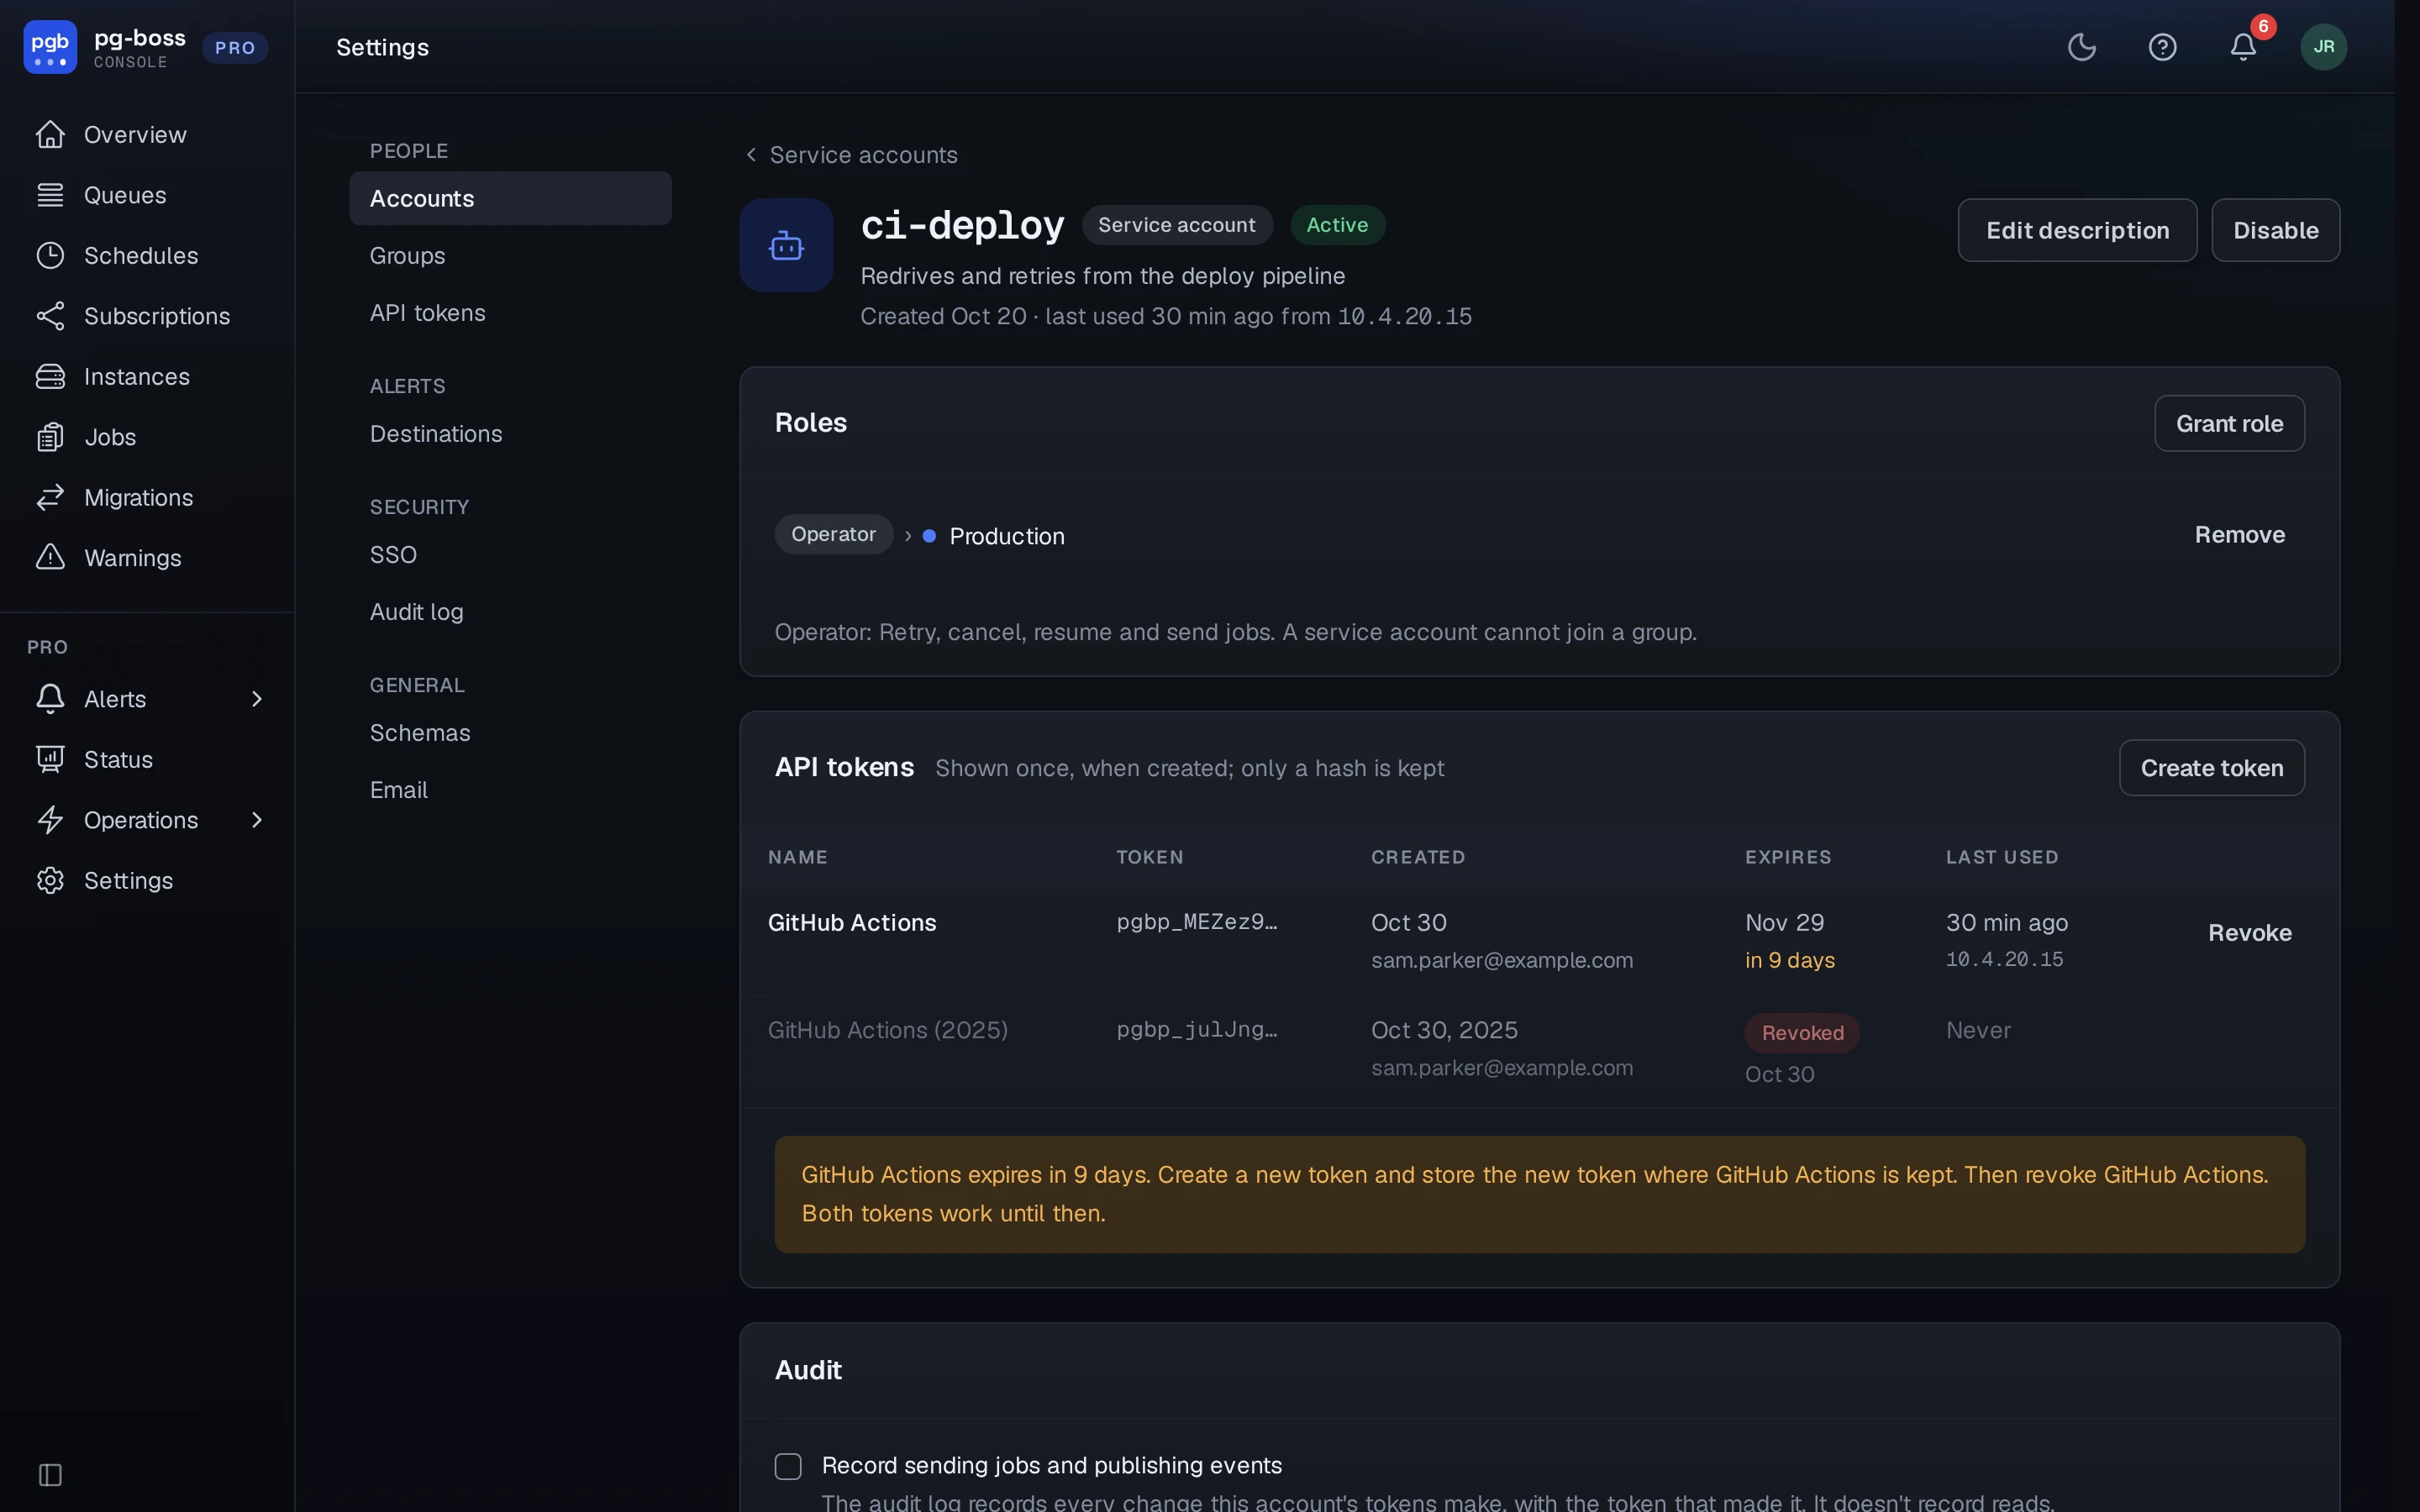 pgb
pg-boss
CONSOLE
PRO
Settings
6
JR
Overview
Queues
Schedules
Subscriptions
Instances
Jobs
Migrations
Warnings
PRO
Alerts
Status
Operations
Settings
PEOPLE
Accounts
Groups
API tokens
ALERTS
Destinations
SECURITY
SSO
Audit log
GENERAL
Schemas
Email
Service accounts
ci-deploy Service account Active
Edit description Disable
Redrives and retries from the deploy pipeline
Created Oct 20 · last used 30 min ago from 10.4.20.15
Roles Grant role
Operator › Production Remove
Operator: Retry, cancel, resume and send jobs. A service account cannot join a group.
API tokens Shown once, when created; only a hash is kept Create token
NAME TOKEN CREATED EXPIRES LAST USED
GitHub Actions pgbp_MEZez9… Oct 30 Nov 29 30 min ago Revoke
sam.parker@example.com in 9 days 10.4.20.15
GitHub Actions (2025) pgbp_julJng… Oct 30, 2025 Revoked Never
sam.parker@example.com Oct 30
GitHub Actions expires in 9 days. Create a new token and store the new token where GitHub Actions is kept. Then revoke GitHub Actions.
Both tokens work until then.
Audit
Record sending jobs and publishing events
The audit log records every change this account's tokens make, with the token that made it. It doesn't record reads.